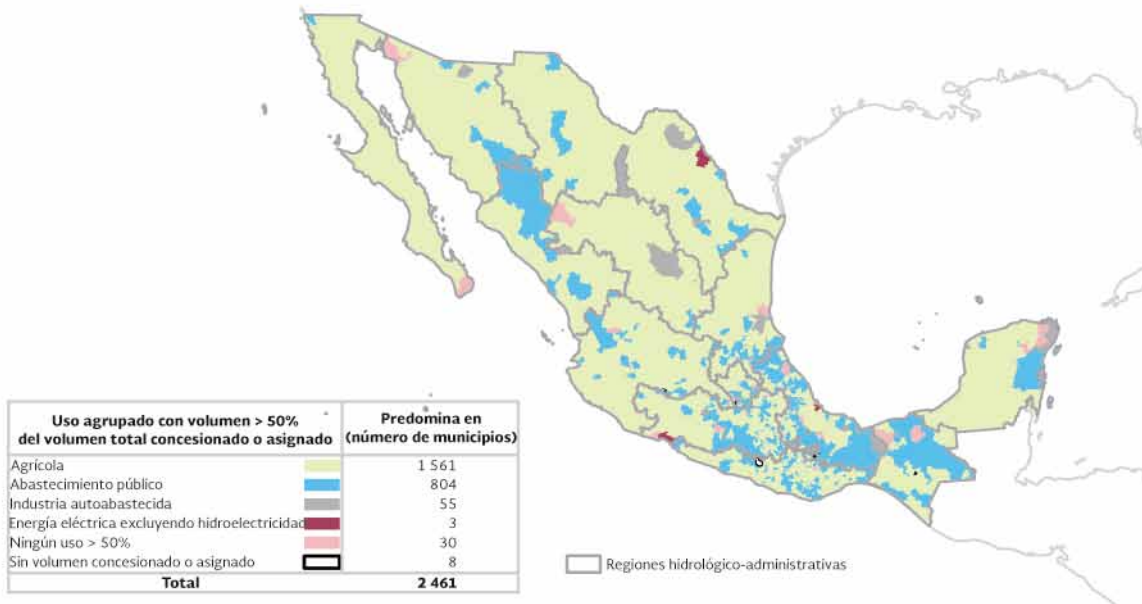 Uso agrupado con volumen > 50%
del volumen total concesionado o asignado
Predomina en
(número de municipios)
Agrícola 1 561
Abastecimiento público 804
Industria autoabastecida 55
Energía eléctrica excluyendo hidroelectricidad 3
Ningún uso > 50% 30
Sin volumen concesionado o asignado 8
Total 2 461
Regiones hidrológico-administrativas